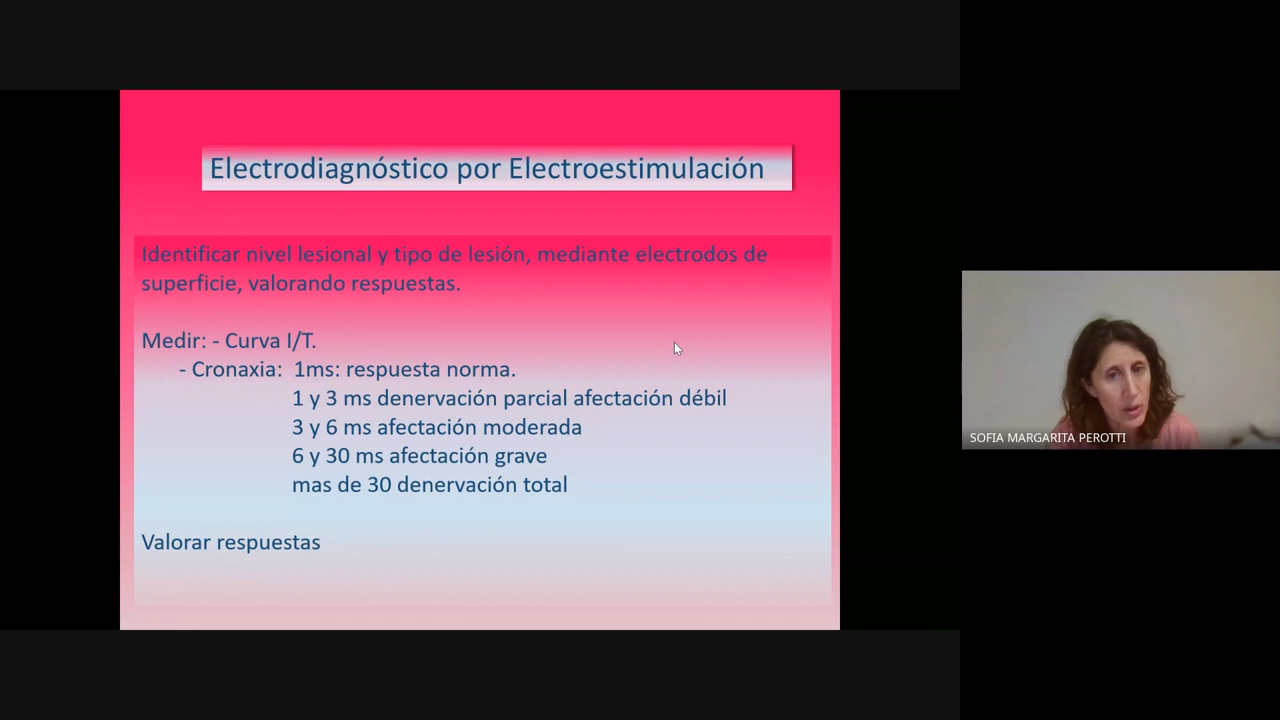 Electrodiagnóstico por Electroestimulación
Identificar nivel lesional y tipo de lesión, mediante electrodos de
superficie, valorando respuestas.
Medir: - Curva I/T.
- Cronaxia: 1ms: respuesta norma.
1 y 3 ms denervación parcial afectación débil
3 y 6 ms afectación moderada
6 y 30 ms afectación grave
mas de 30 denervación total
Valorar respuestas
SOFIA MARGARITA PEROTTI